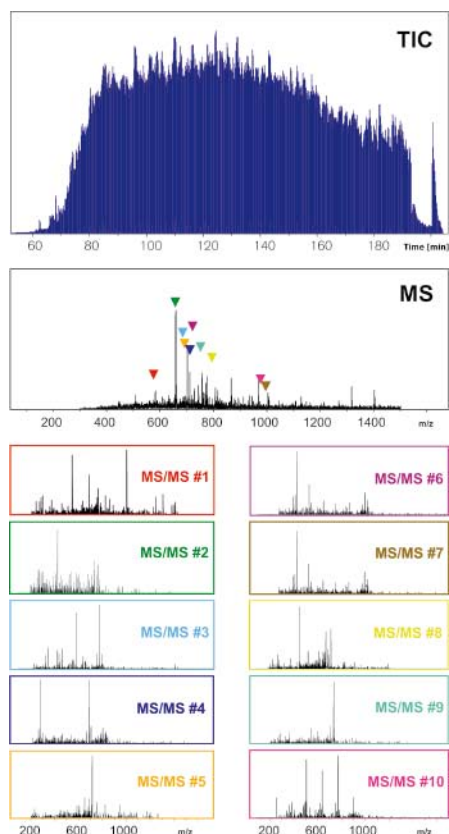 TIC
60 80 100 120 140 160 180 Time [min]
MS
200 400 600 800 1000 1200 1400 m/z
MS/MS #1
MS/MS #6
MS/MS #2
MS/MS #7
MS/MS #3
MS/MS #8
MS/MS #4
MS/MS #9
MS/MS #5
MS/MS #10
200 600 1000 m/z
200 600 1000 m/z